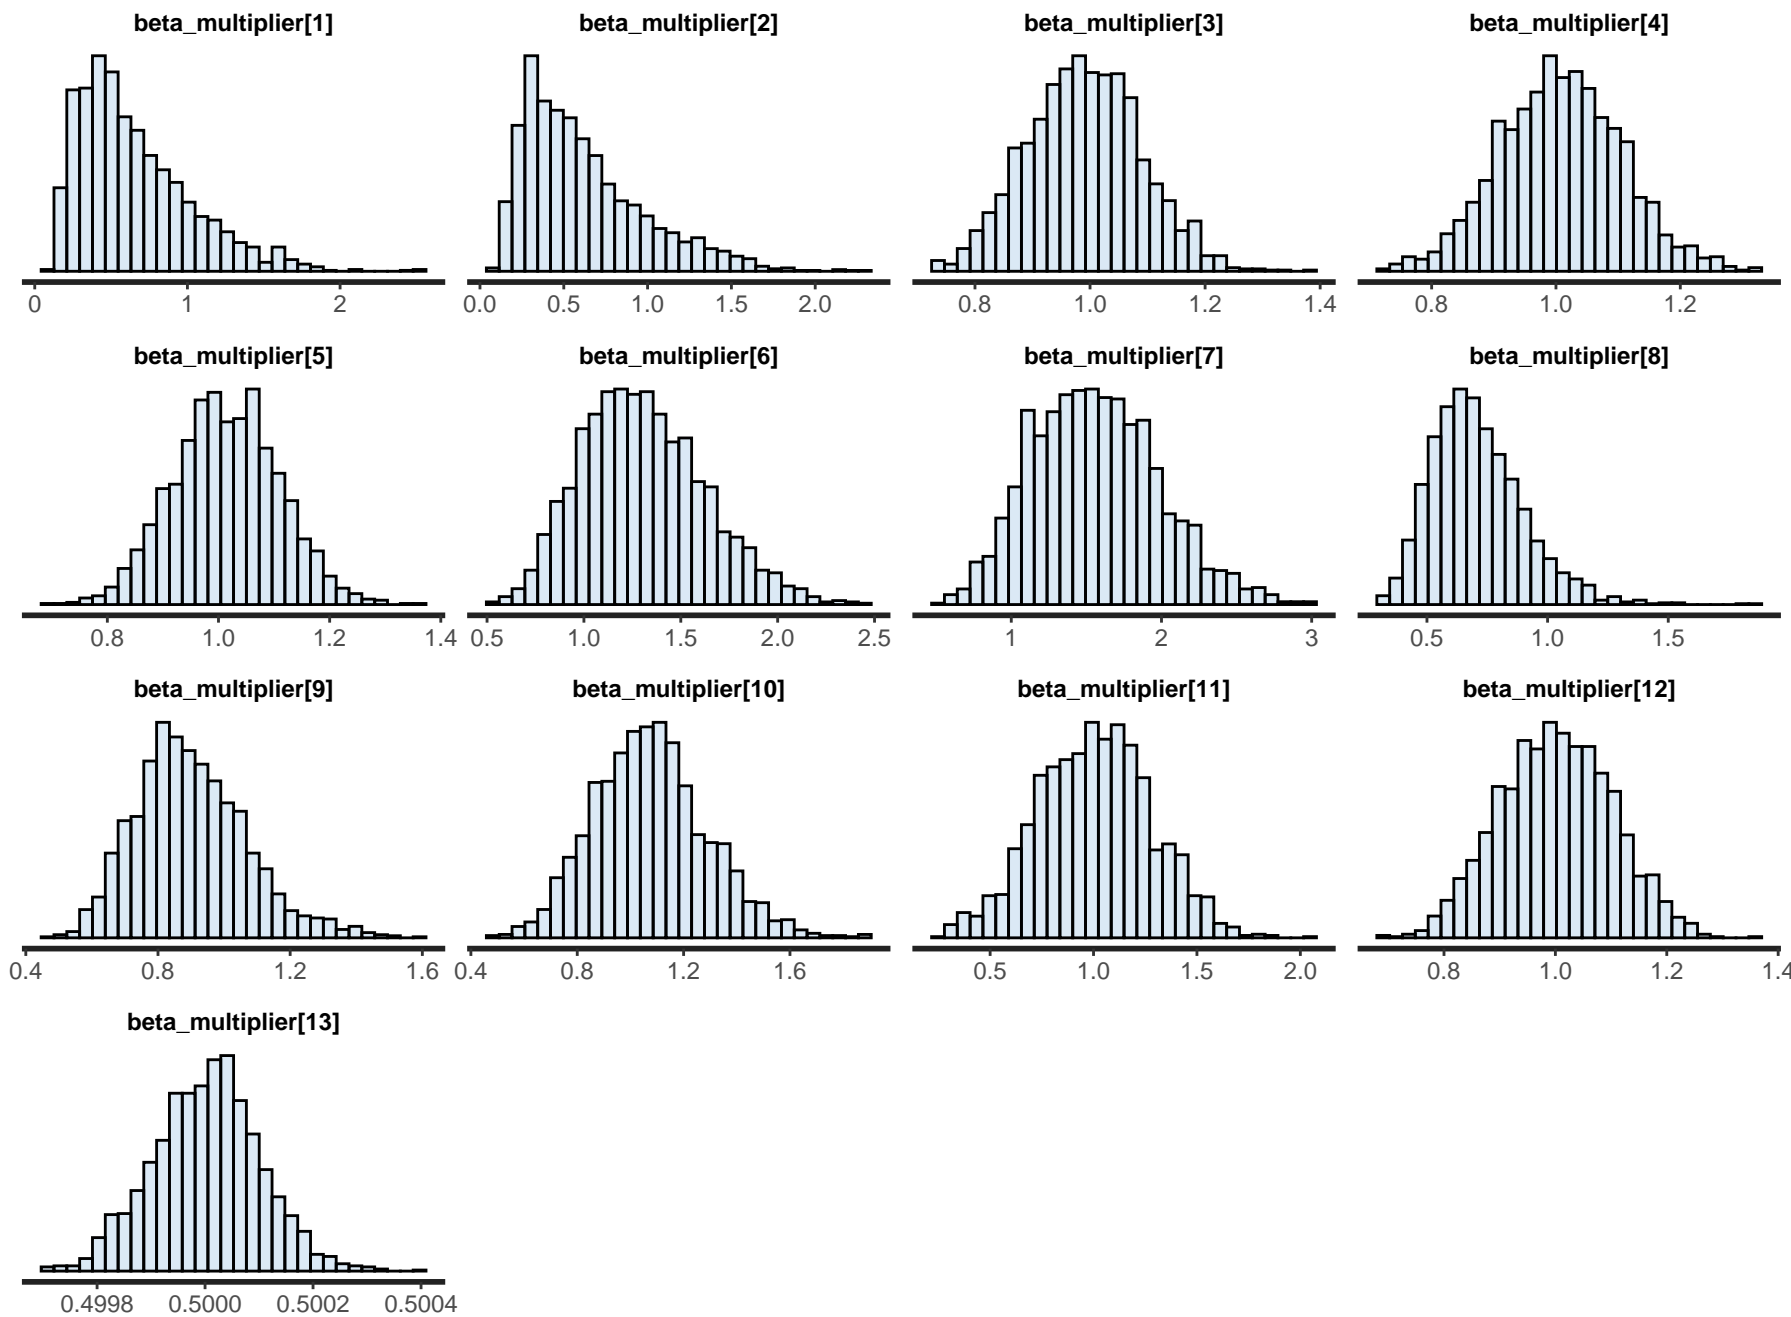 beta_multiplier[1] beta_multiplier[2] beta_multiplier[3] beta_multiplier[4]
0 1 2 0.0 0.5 1.0 1.5 2.0 0.8 1.0 1.2 1.4 0.8 1.0 1.2
beta_multiplier[5] beta_multiplier[6] beta_multiplier[7] beta_multiplier[8]
0.8 1.0 1.2 1.4 0.5 1.0 1.5 2.0 2.5 1 2 3 0.5 1.0 1.5
beta_multiplier[9] beta_multiplier[10] beta_multiplier[11] beta_multiplier[12]
0.4 0.8 1.2 1.6 0.4 0.8 1.2 1.6 0.5 1.0 1.5 2.0 0.8 1.0 1.2 1.4
beta_multiplier[13]
0.4998 0.5000 0.5002 0.5004